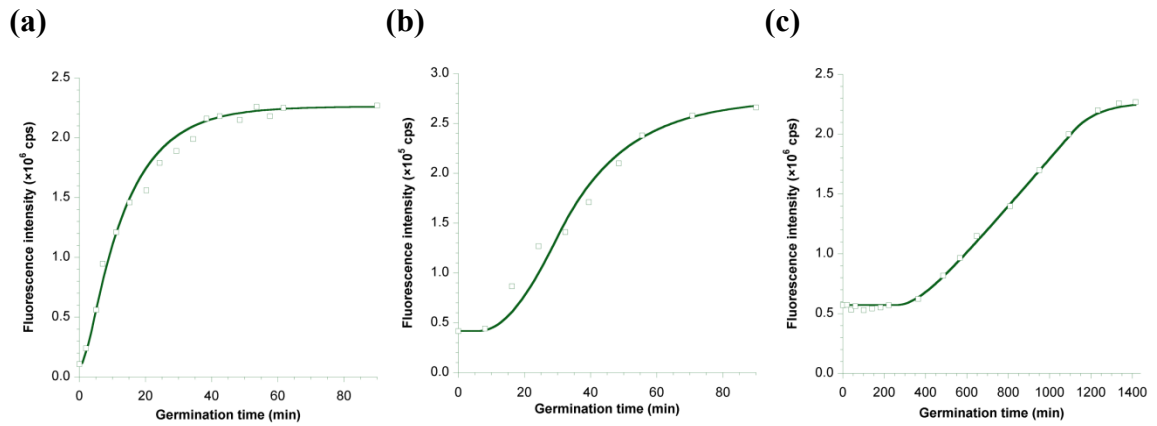 (a)
Fluorescence intensity (×10⁶ cps)
2.5
2.0
1.5
1.0
0.5
0.0
0 20 40 60 80
Germination time (min)
(b)
Fluorescence intensity (×10⁵ cps)
3.0
2.5
2.0
1.5
1.0
0.5
0.0
0 20 40 60 80
Germination time (min)
(c)
Fluorescence intensity (×10⁶ cps)
2.5
2.0
1.5
1.0
0.5
0.0
0 200 400 600 800 1000 1200 1400
Germination time (min)